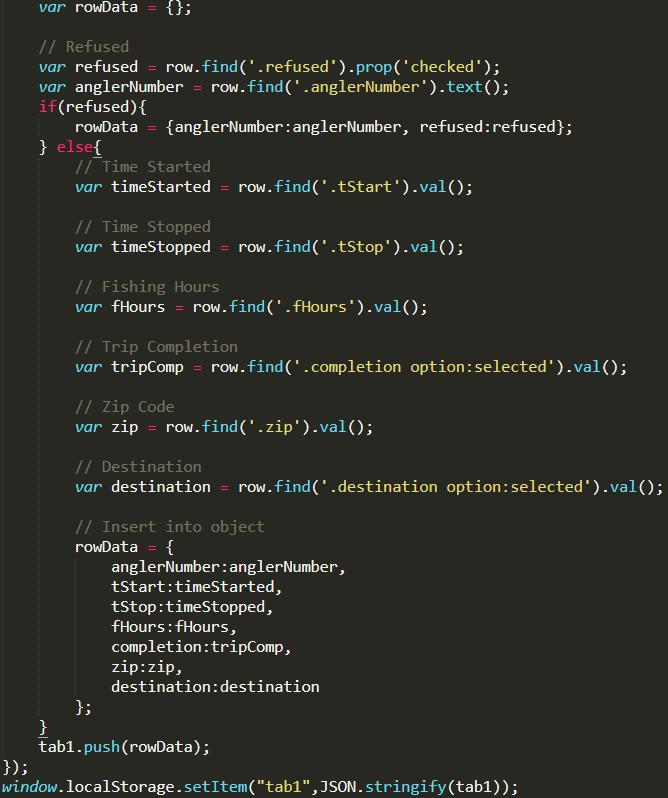 var rowData = {};
// Refused
var refused = row.find('.refused').prop('checked');
var anglerNumber = row.find('.anglerNumber').text();
if(refused){
rowData = {anglerNumber:anglerNumber, refused:refused};
} else{
// Time Started
var timeStarted = row.find('.tStart').val();
// Time Stopped
var timeStopped = row.find('.tStop').val();
// Fishing Hours
var fHours = row.find('.fHours').val();
// Trip Completion
var tripComp = row.find('.completion option:selected').val();
// Zip Code
var zip = row.find('.zip').val();
// Destination
var destination = row.find('.destination option:selected').val();
// Insert into object
rowData = {
anglerNumber:anglerNumber,
tStart:timeStarted,
tStop:timeStopped,
fHours:fHours,
completion:tripComp,
zip:zip,
destination:destination
};
}
tab1.push(rowData);
});
window.localStorage.setItem("tab1",JSON.stringify(tab1));